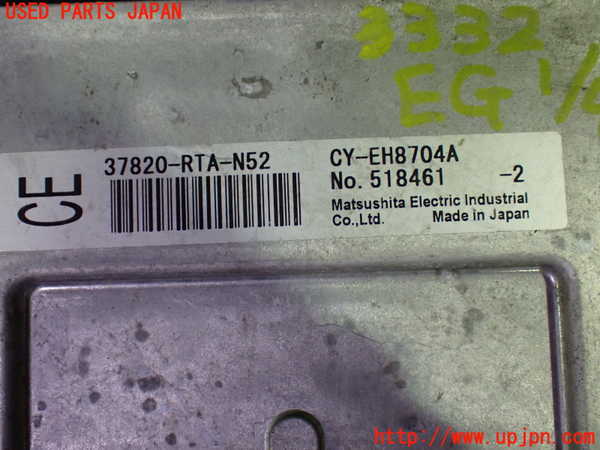 USED PARTS JAPAN
3332
EG 1/
CE
37820-RTA-N52
CY-EH8704A
No. 518461 -2
Matsushita Electric Industrial
Co.,Ltd. Made in Japan
http://www.upjpn.com